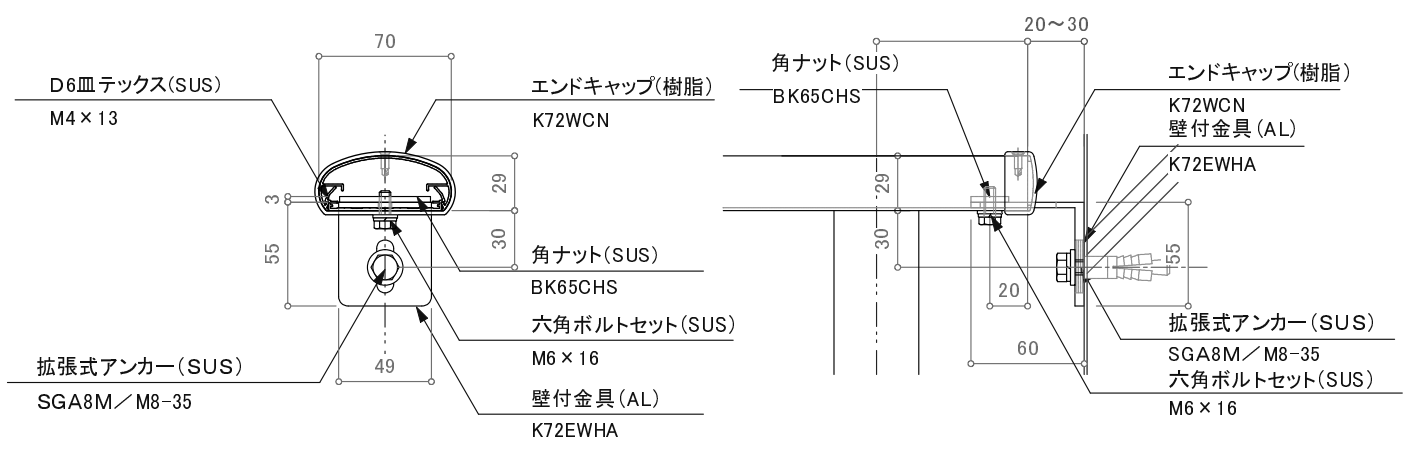 70
D6皿テックス(SUS)
M4×13
エンドキャップ(樹脂)
K72WCN
29
3
30
55
角ナット(SUS)
BK65CHS
六角ボルトセット(SUS)
M6×16
拡張式アンカー(SUS)
SGA8M／M8-35
49
壁付金具(AL)
K72EWHA
20〜30
角ナット(SUS)
BK65CHS
エンドキャップ(樹脂)
K72WCN
壁付金具(AL)
K72EWHA
29
30
55
20
60
拡張式アンカー(SUS)
SGA8M／M8-35
六角ボルトセット(SUS)
M6×16